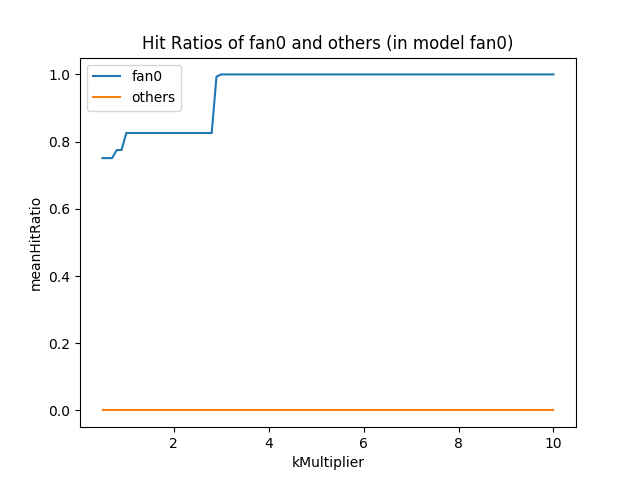 Hit Ratios of fan0 and others (in model fan0)
fan0
others
1.0
0.8
0.6
0.4
0.2
0.0
meanHitRatio
2
4
6
8
10
kMultiplier